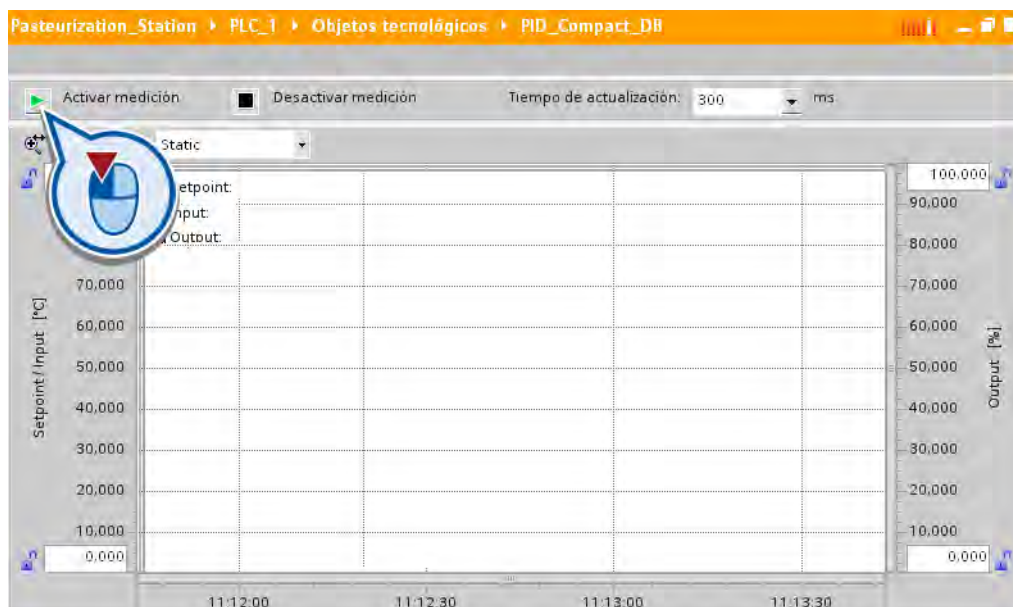 Pasteurization_Station ▸ PLC_1 ▸ Objetos tecnológicos ▸ PID_Compact_DB
Activar medición Desactivar medición Tiempo de actualización: 300 ms
Static
100,000
etpoint:
90,000
nput:
Output:
80,000
70,000 70,000
60,000 60,000
50,000 50,000
40,000 40,000
30,000 30,000
20,000 20,000
10,000 10,000
0,000 0,000
Setpoint / Input [°C]
Output [%]
11:12:00 11:12:30 11:13:00 11:13:30